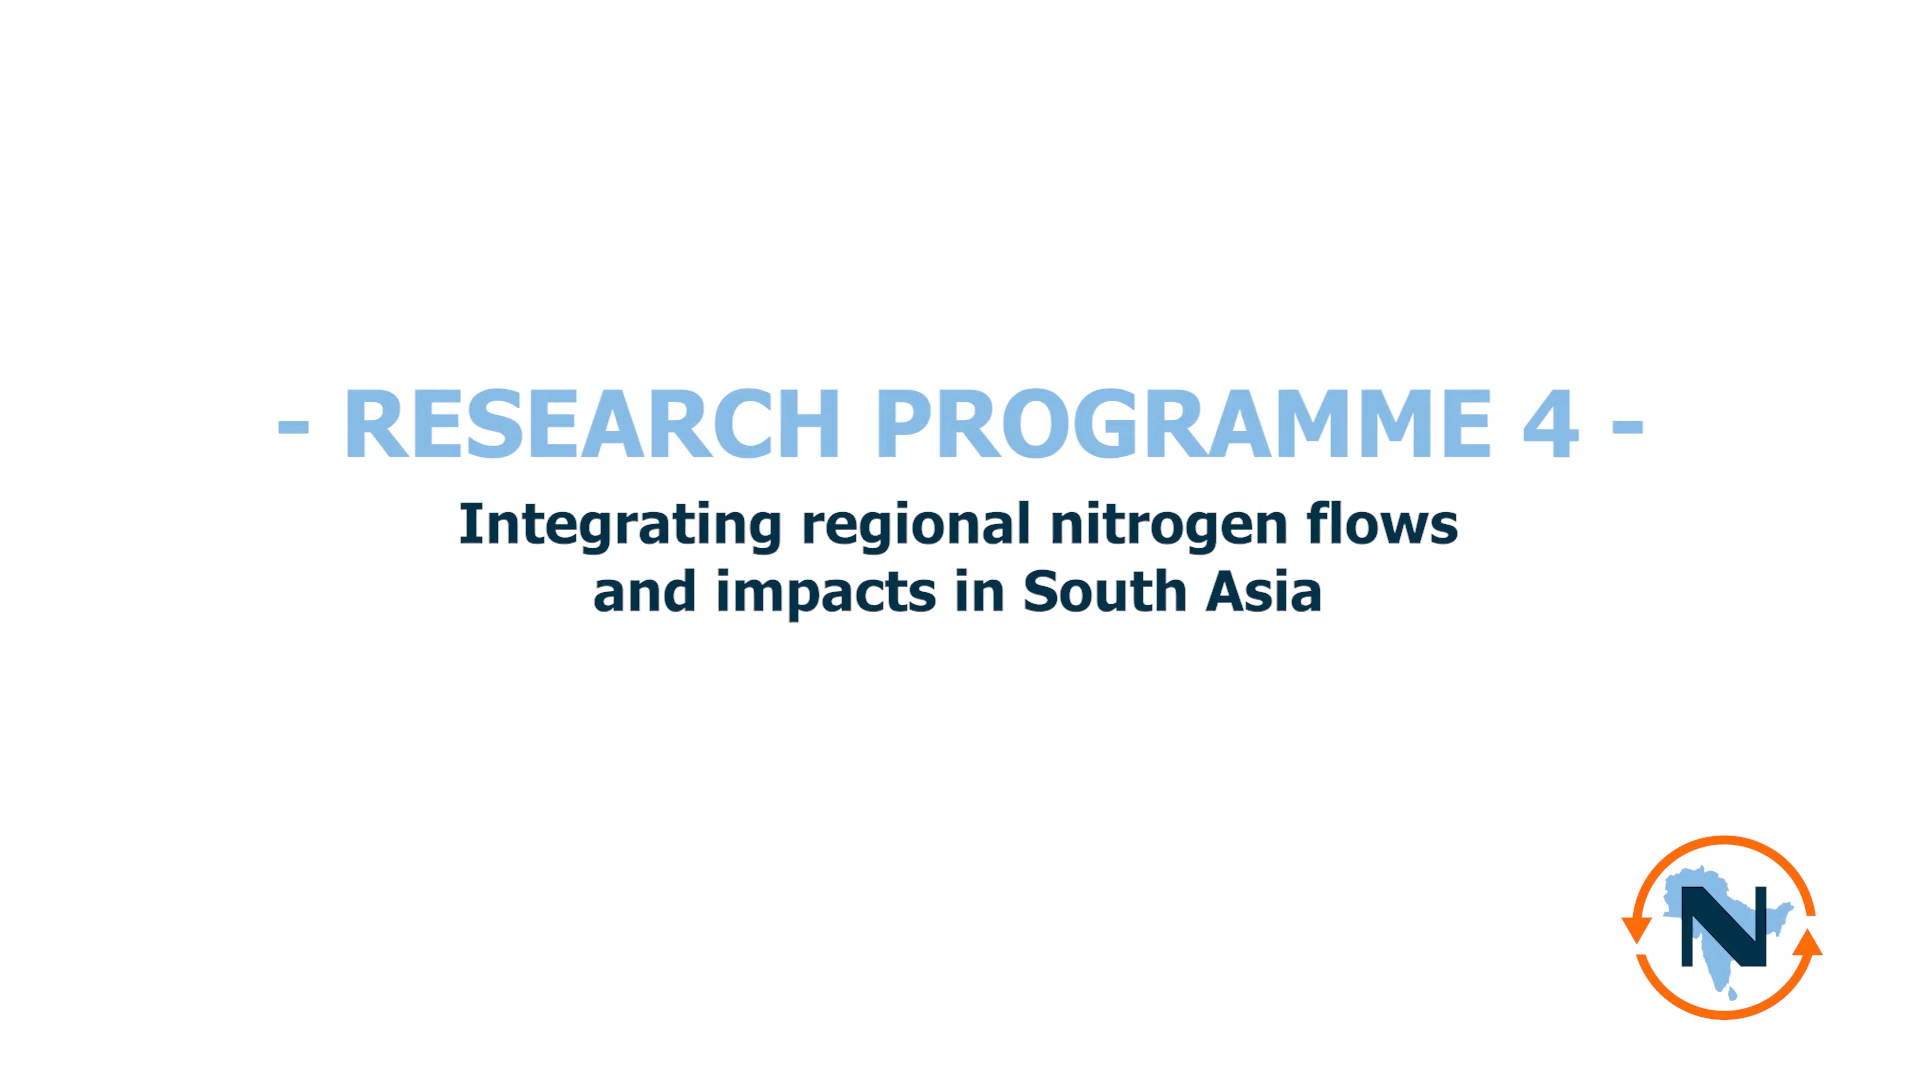 - RESEARCH PROGRAMME 4 -
Integrating regional nitrogen flows
and impacts in South Asia
N